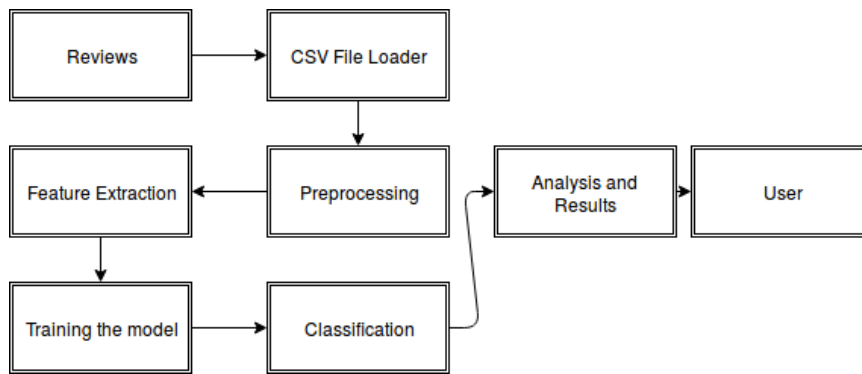 Reviews
CSV File Loader
Feature Extraction
Preprocessing
Analysis and
Results
User
Training the model
Classification